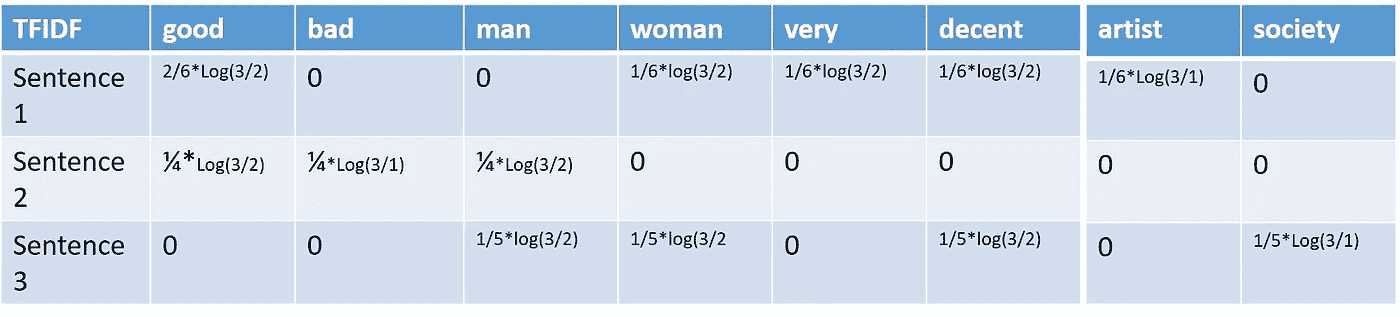 TFIDF good bad man woman very decent artist society
Sentence 1 2/6*Log(3/2) 0 0 1/6*log(3/2) 1/6*log(3/2) 1/6*log(3/2) 1/6*Log(3/1) 0
Sentence 2 ¼*Log(3/2) ¼*Log(3/1) ¼*Log(3/2) 0 0 0 0 0
Sentence 3 0 0 1/5*log(3/2) 1/5*log(3/2 0 1/5*log(3/2) 0 1/5*Log(3/1)